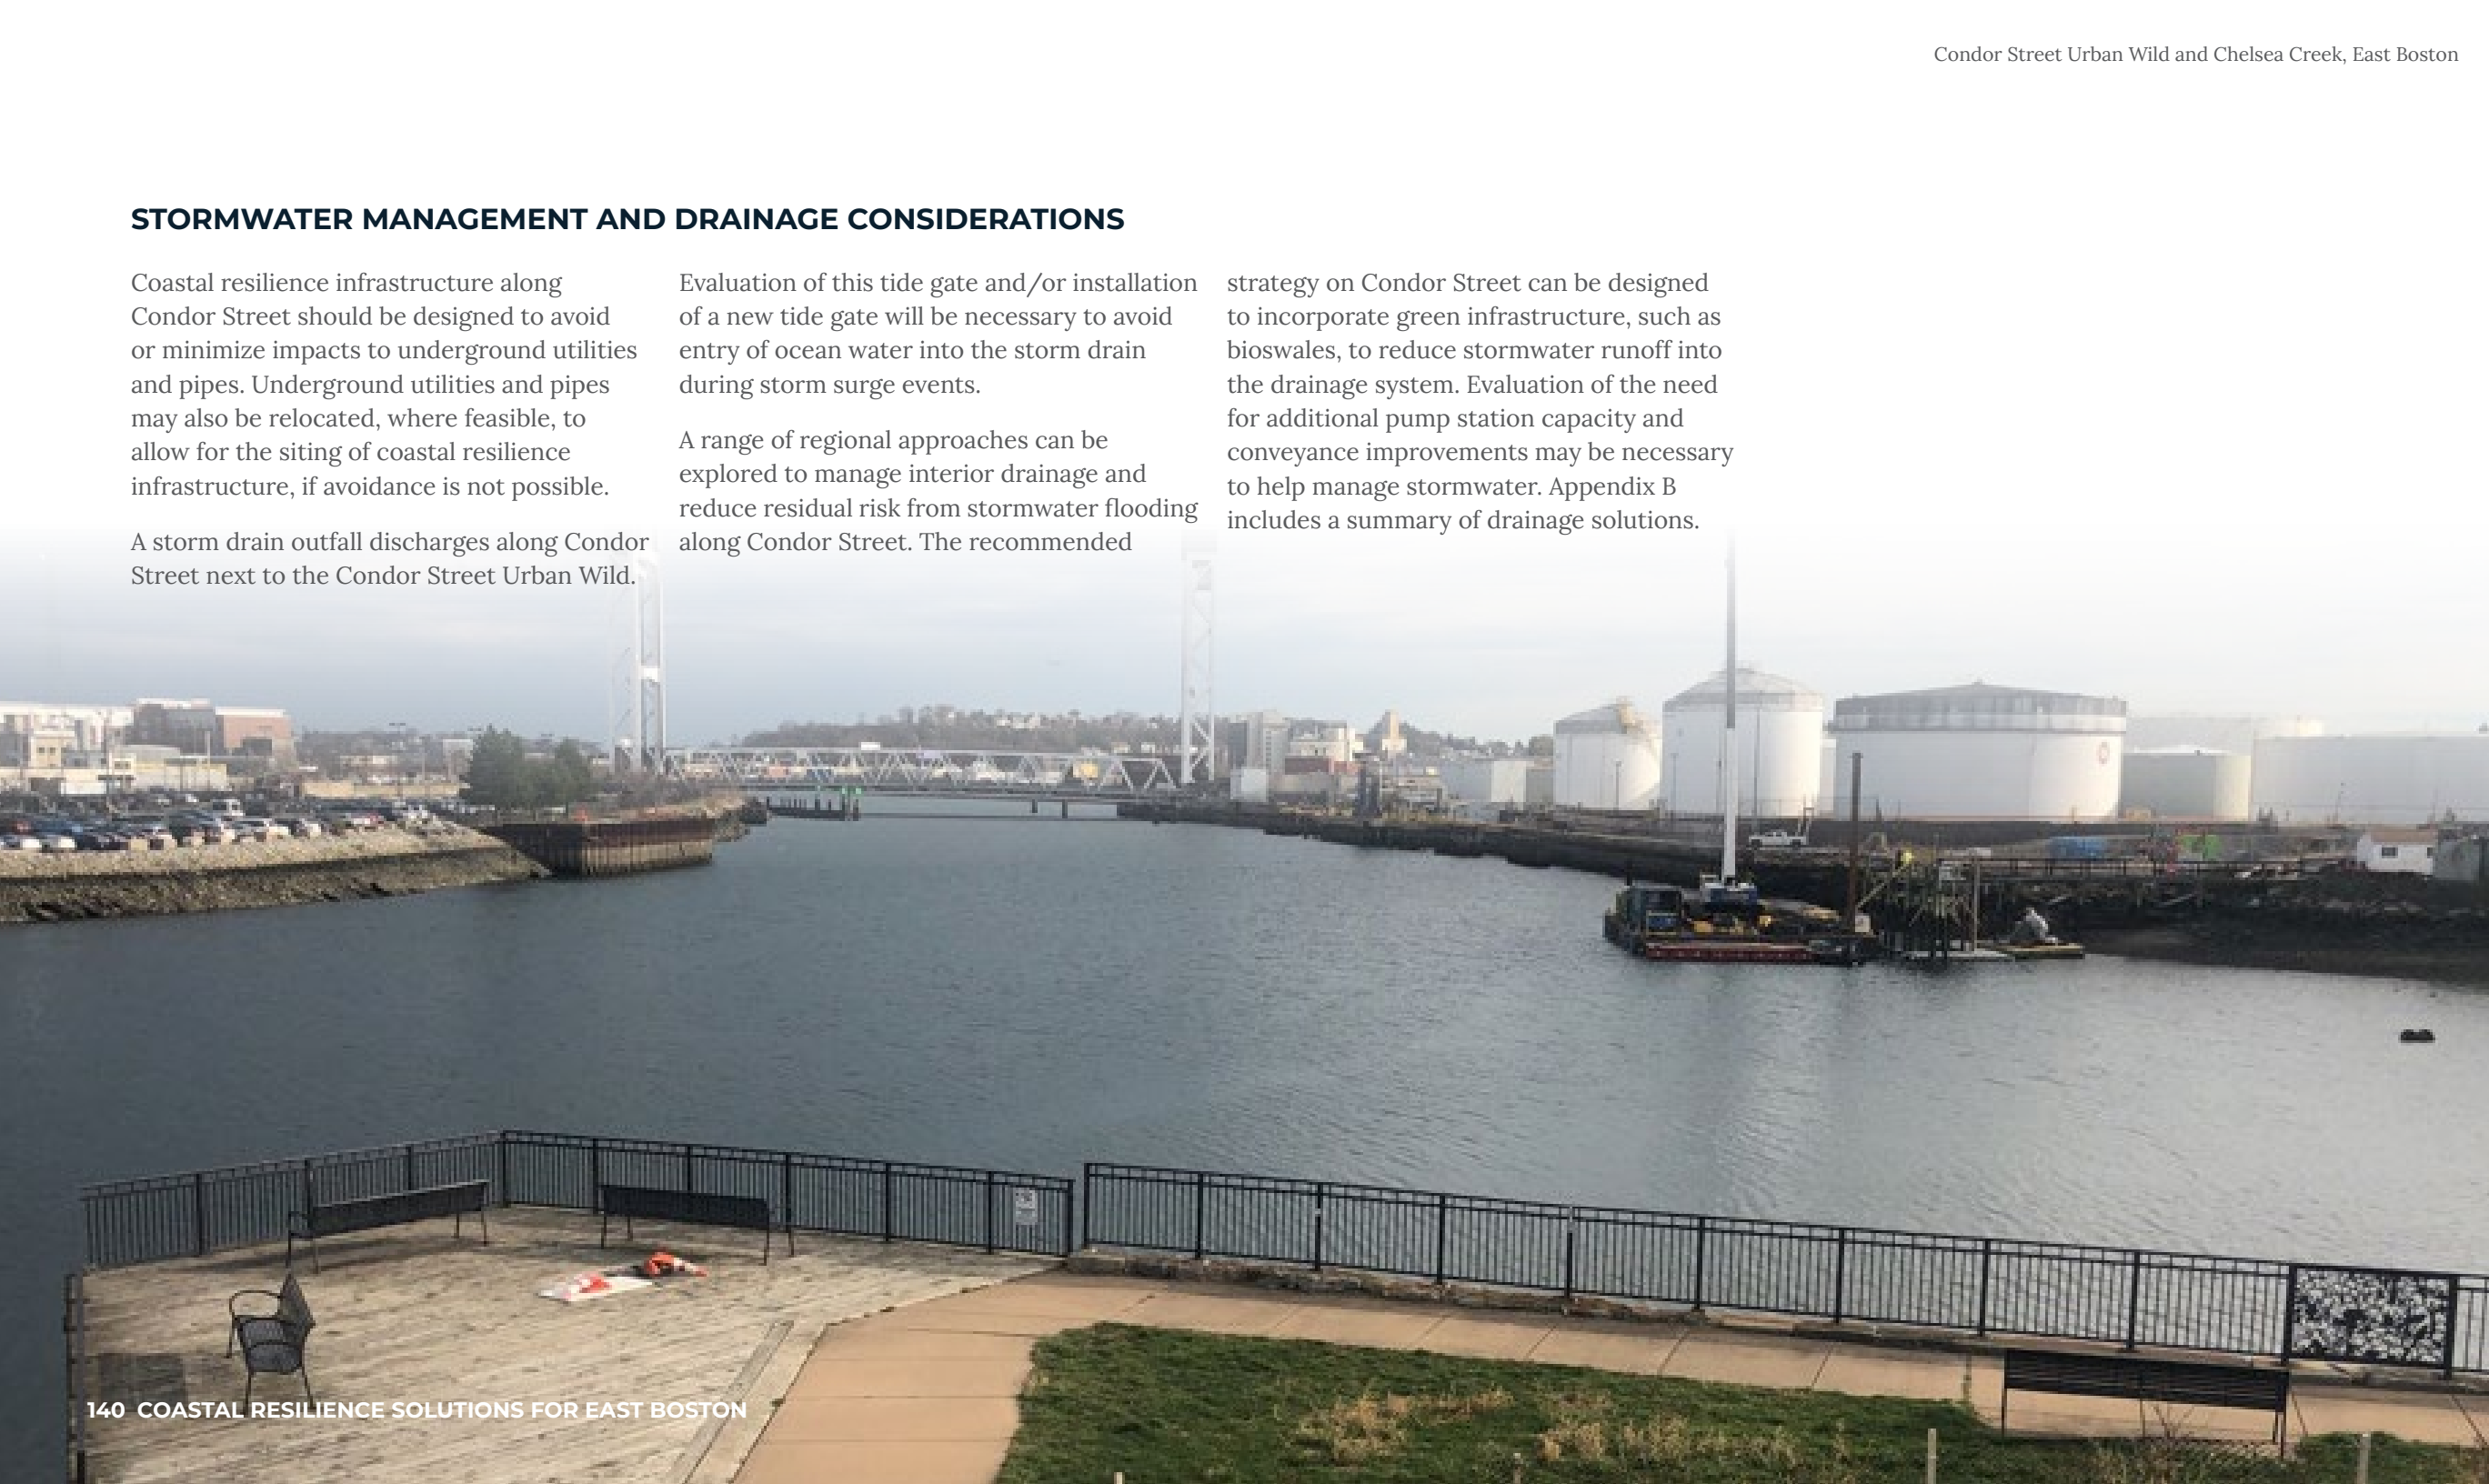 Condor Street Urban Wild and Chelsea Creek, East Boston
STORMWATER MANAGEMENT AND DRAINAGE CONSIDERATIONS
Coastal resilience infrastructure along
Condor Street should be designed to avoid
or minimize impacts to underground utilities
and pipes. Underground utilities and pipes
may also be relocated, where feasible, to
allow for the siting of coastal resilience
infrastructure, if avoidance is not possible.
A storm drain outfall discharges along Condor
Street next to the Condor Street Urban Wild.
Evaluation of this tide gate and/or installation
of a new tide gate will be necessary to avoid
entry of ocean water into the storm drain
during storm surge events.
A range of regional approaches can be
explored to manage interior drainage and
reduce residual risk from stormwater flooding
along Condor Street. The recommended
strategy on Condor Street can be designed
to incorporate green infrastructure, such as
bioswales, to reduce stormwater runoff into
the drainage system. Evaluation of the need
for additional pump station capacity and
conveyance improvements may be necessary
to help manage stormwater. Appendix B
includes a summary of drainage solutions.
140 COASTAL RESILIENCE SOLUTIONS FOR EAST BOSTON